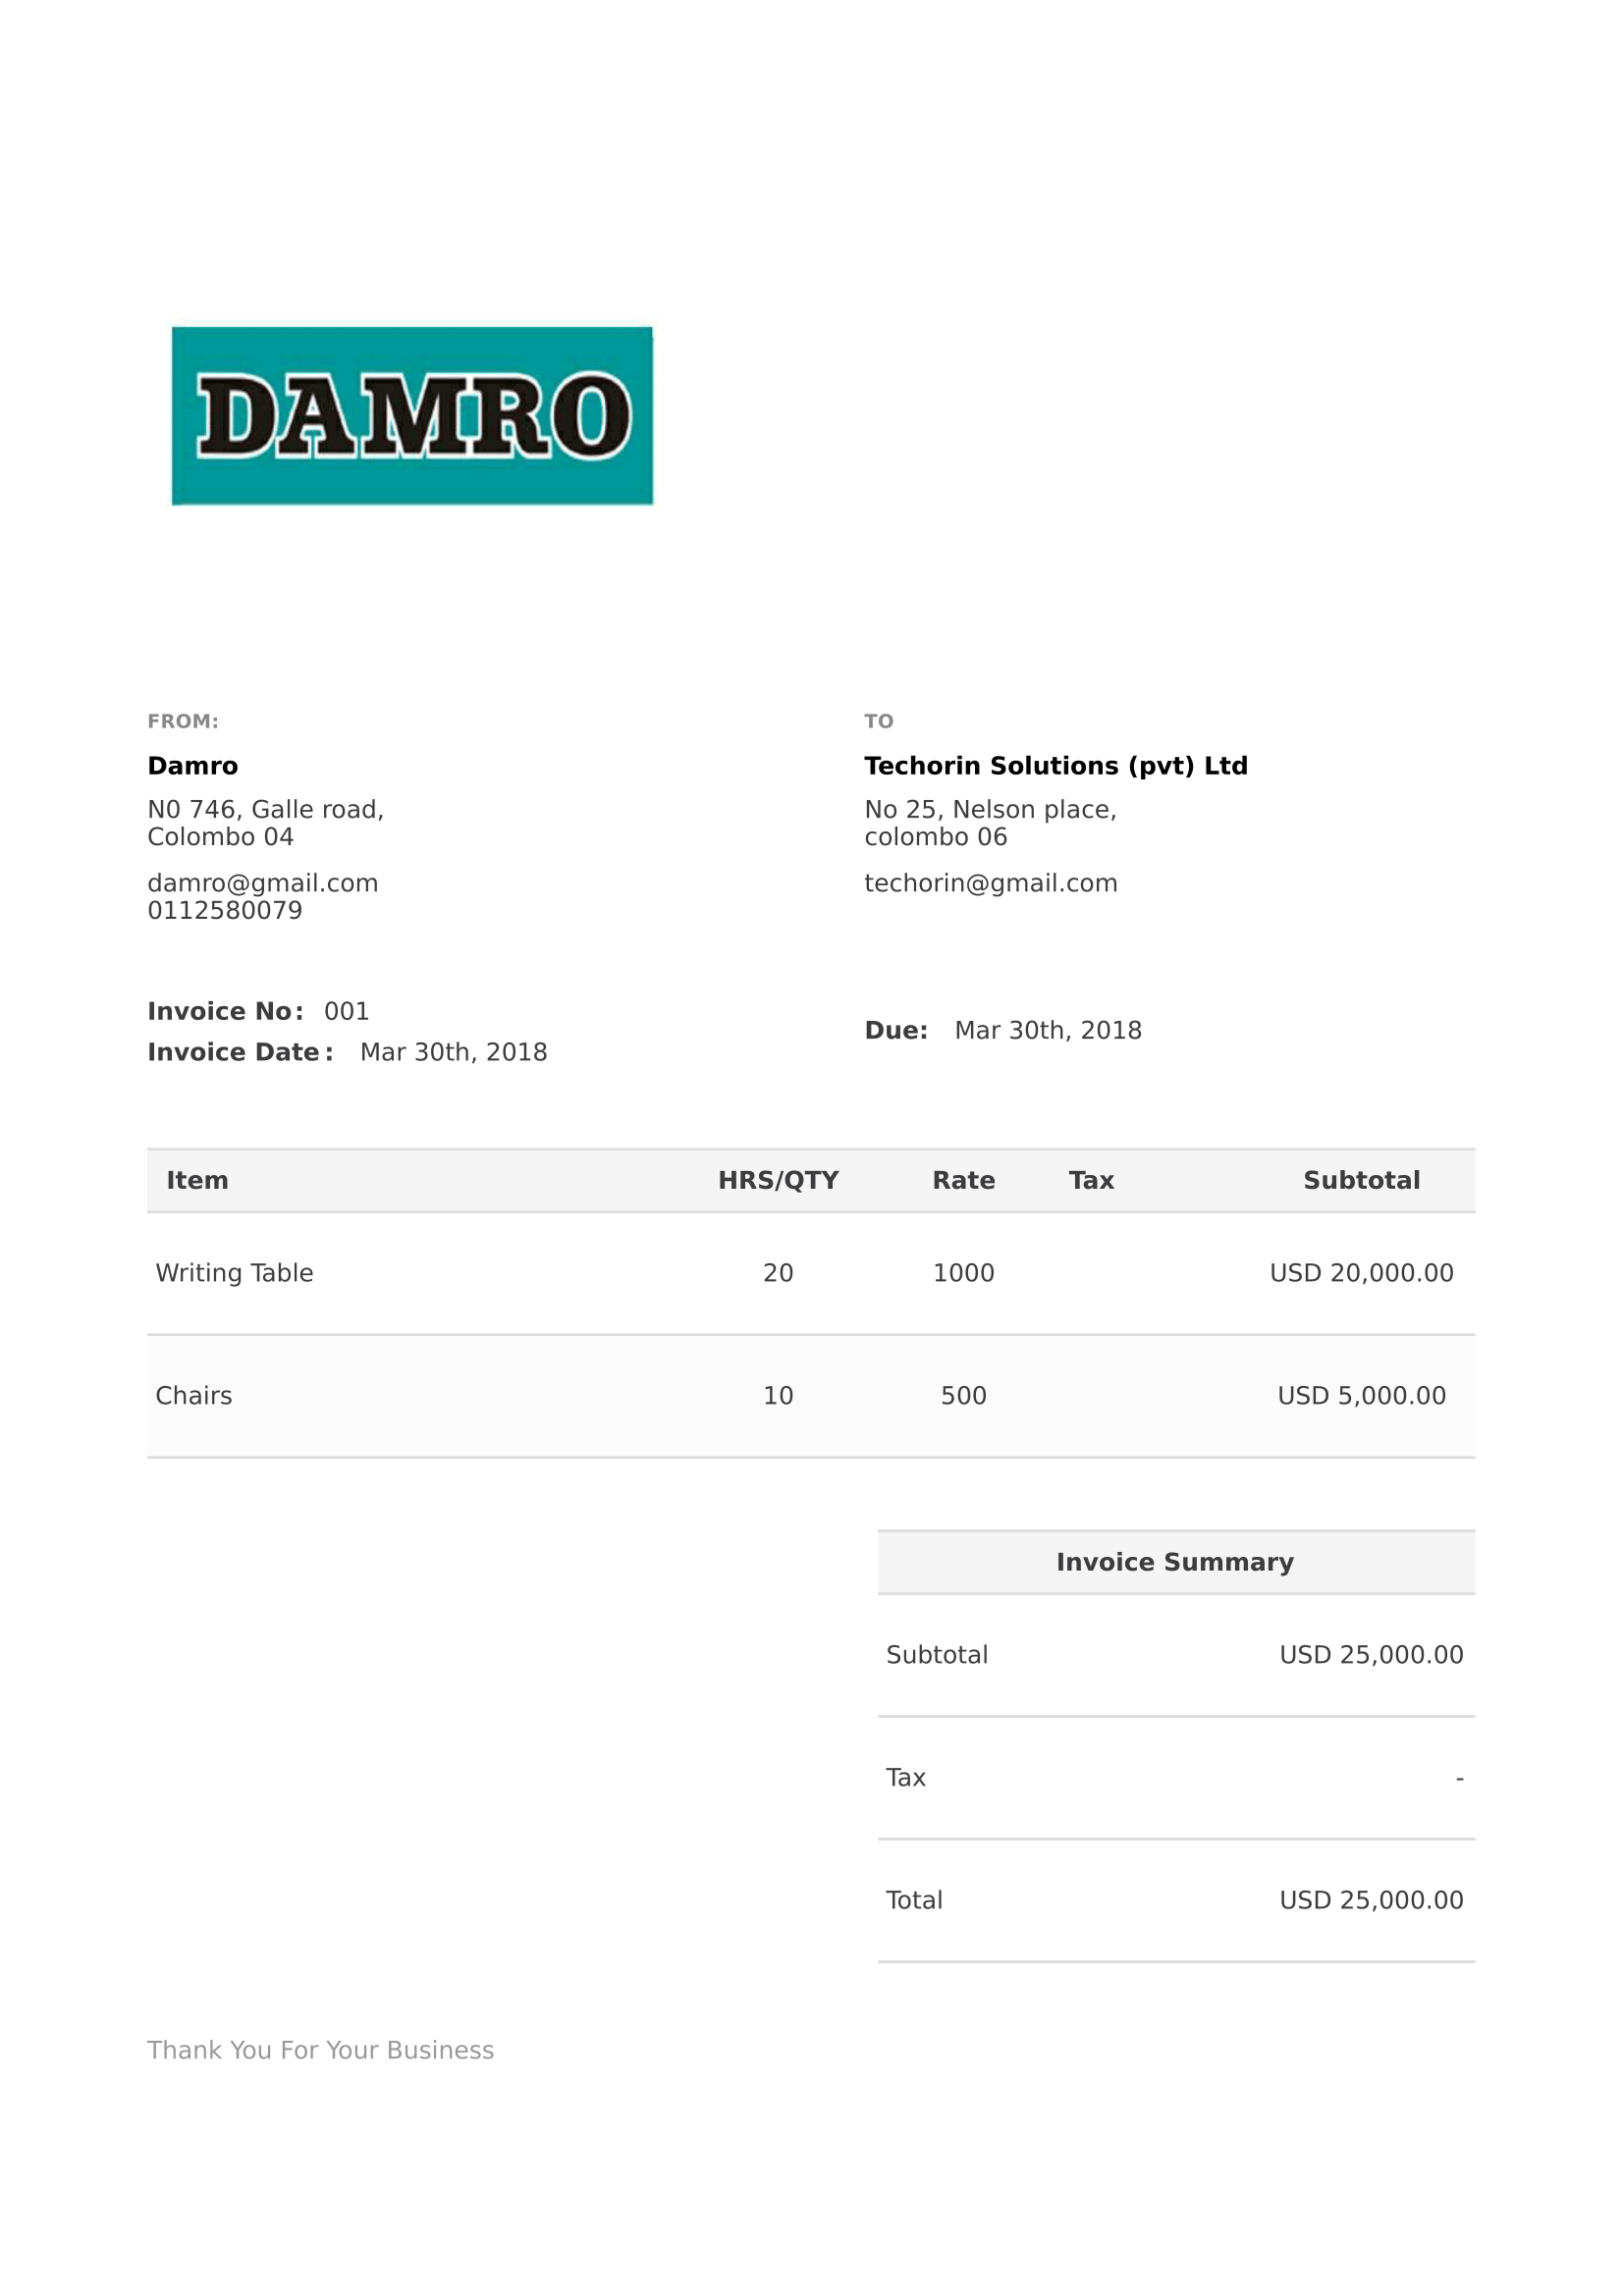 DAMRO
FROM:
Damro
N0 746, Galle road,
Colombo 04
damro@gmail.com
0112580079
TO
Techorin Solutions (pvt) Ltd
No 25, Nelson place,
colombo 06
techorin@gmail.com
Invoice No: 001
Invoice Date: Mar 30th, 2018
Due: Mar 30th, 2018
Item HRS/QTY Rate Tax Subtotal
Writing Table 20 1000 USD 20,000.00
Chairs 10 500 USD 5,000.00
Invoice Summary
Subtotal USD 25,000.00
Tax -
Total USD 25,000.00
Thank You For Your Business